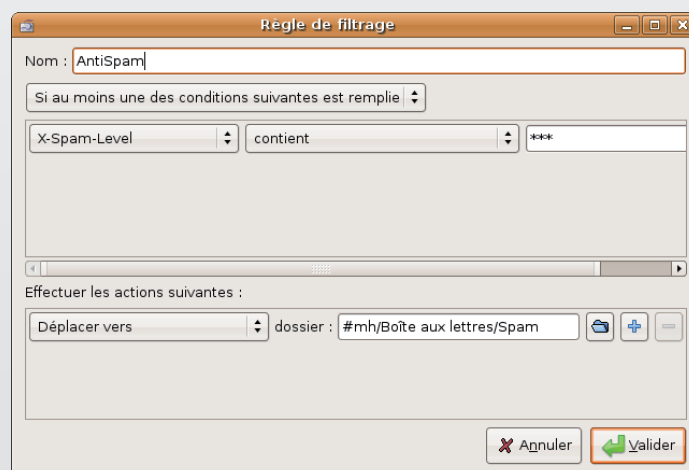 Règle de filtrage
Nom : AntiSpam
Si au moins une des conditions suivantes est remplie
X-Spam-Level contient ***
Effectuer les actions suivantes :
Déplacer vers dossier : #mh/Boîte aux lettres/Spam
Annuler Valider